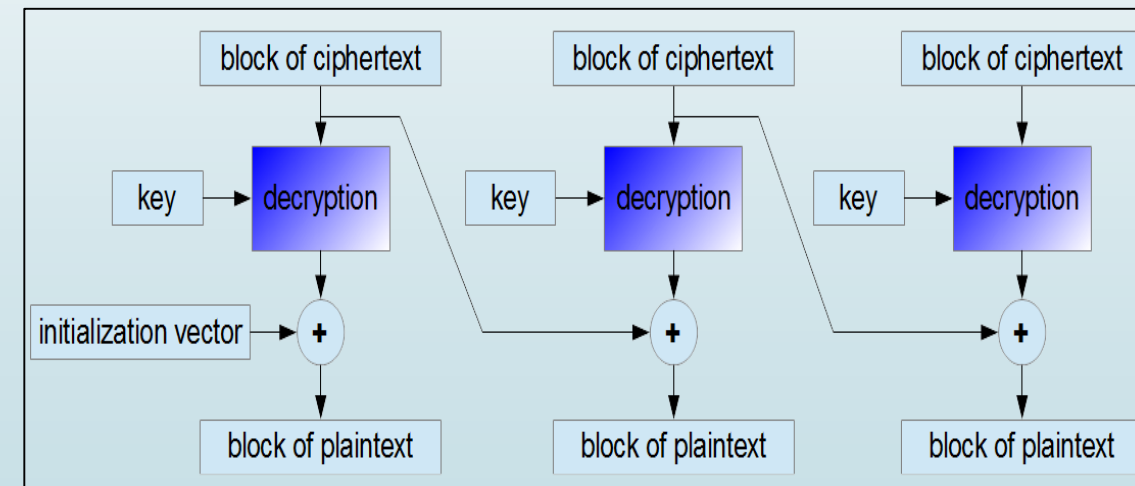 block of ciphertext block of ciphertext block of ciphertext
key decryption key decryption key decryption
initialization vector + + +
block of plaintext block of plaintext block of plaintext